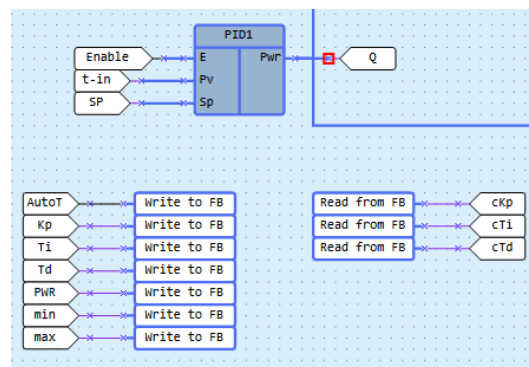 PID1
Enable E Pwr Q
t-in Pv
SP Sp
AutoT Write to FB Read from FB cKp
Kp Write to FB Read from FB cTi
Ti Write to FB Read from FB cTd
Td Write to FB
PWR Write to FB
min Write to FB
max Write to FB